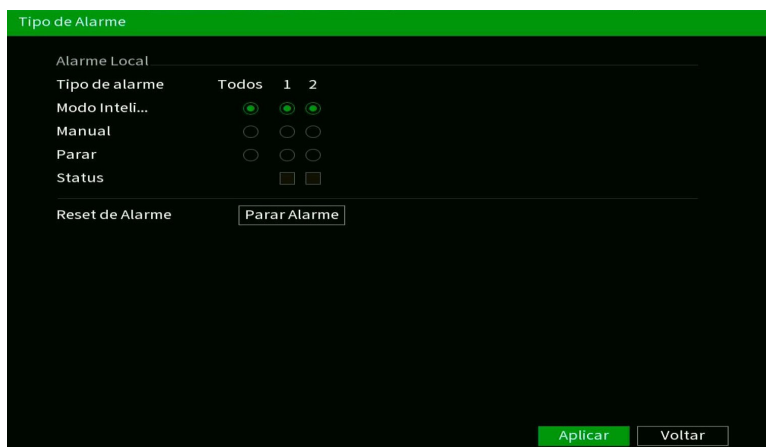 Tipo de Alarme
Alarme Local
Tipo de alarme Todos 1 2
Modo Inteli...
Manual
Parar
Status
Reset de Alarme Parar Alarme
Aplicar Voltar